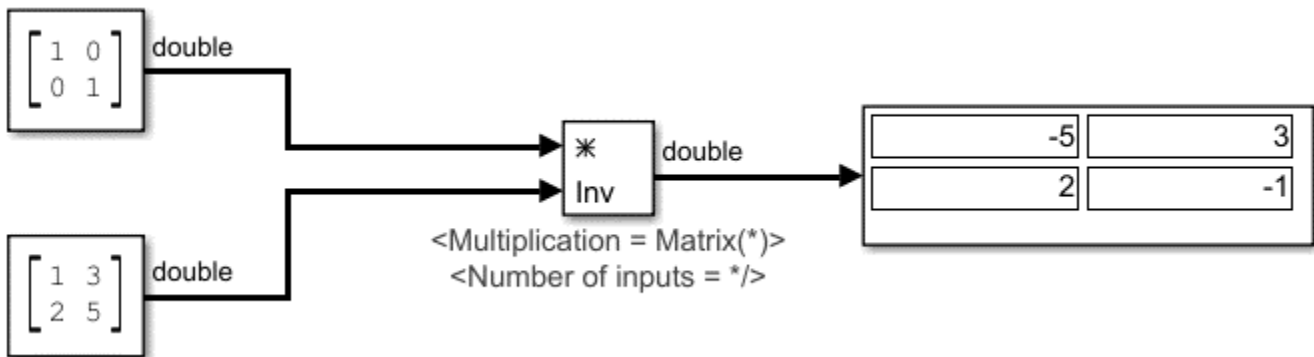 1 0
0 1
double
*
Inv
double
-5 3
2 -1
<Multiplication = Matrix(*)>
<Number of inputs = */>
1 3
2 5
double